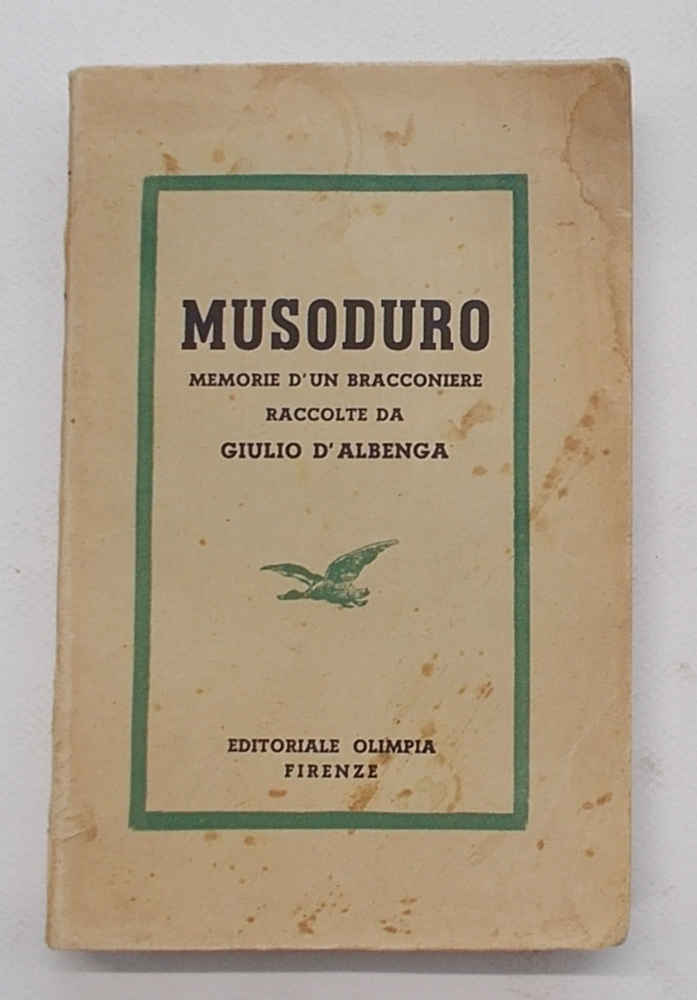 MUSODURO
MEMORIE D'UN BRACCONIERE
RACCOLTE DA
GIULIO D'ALBENGA
EDITORIALE OLIMPIA
FIRENZE